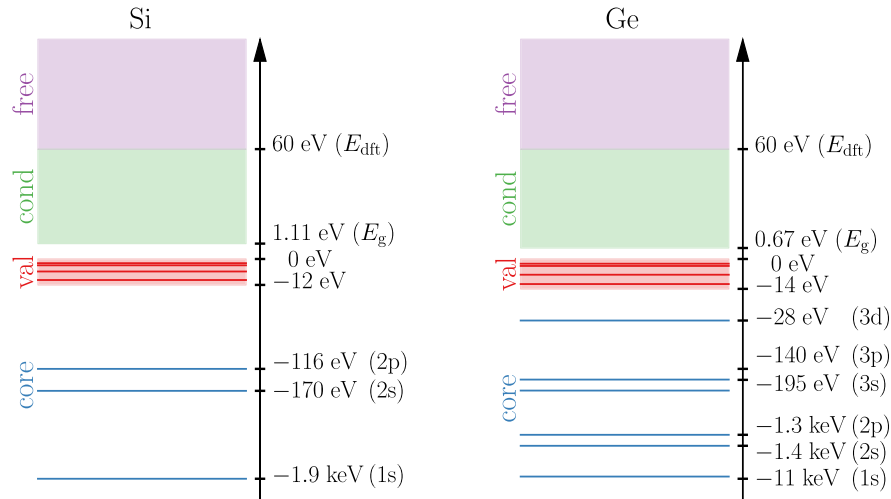 Si
free
cond
val
core
60 eV (E_dft)
1.11 eV (E_g)
0 eV
−12 eV
−116 eV (2p)
−170 eV (2s)
−1.9 keV (1s)
Ge
free
cond
val
core
60 eV (E_dft)
0.67 eV (E_g)
0 eV
−14 eV
−28 eV (3d)
−140 eV (3p)
−195 eV (3s)
−1.3 keV (2p)
−1.4 keV (2s)
−11 keV (1s)